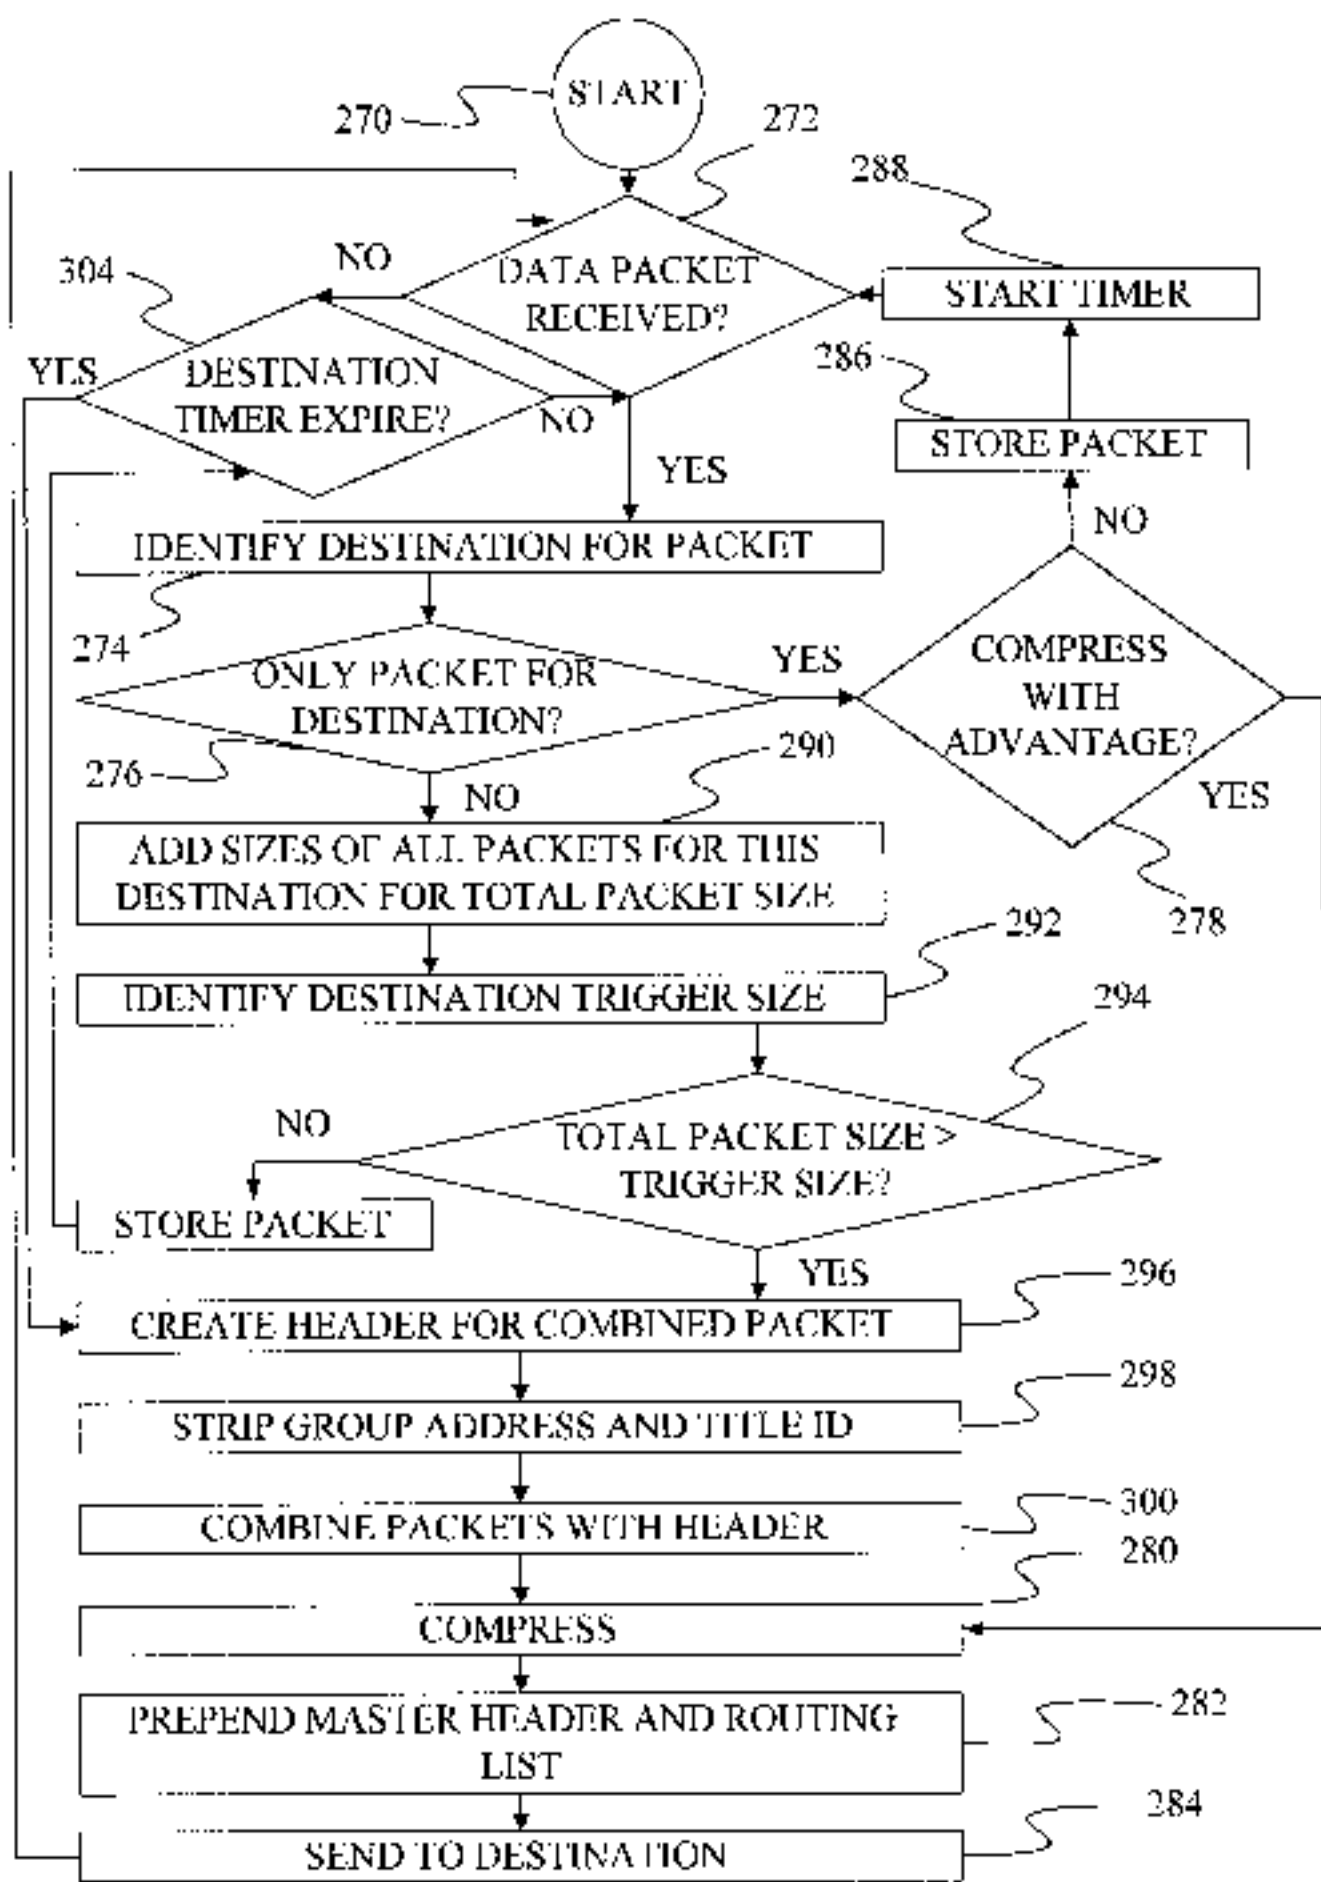 START
270
272
288
304
NO
DATA PACKET
RECEIVED?
START TIMER
YES
DESTINATION
TIMER EXPIRE?
NO
286
STORE PACKET
YES
NO
IDENTIFY DESTINATION FOR PACKET
274
ONLY PACKET FOR
DESTINATION?
YES
COMPRESS
WITH
ADVANTAGE?
276
NO
290
YES
278
ADD SIZES OF ALL PACKETS FOR THIS
DESTINATION FOR TOTAL PACKET SIZE
292
IDENTIFY DESTINATION TRIGGER SIZE
294
NO
TOTAL PACKET SIZE >
TRIGGER SIZE?
STORE PACKET
YES
296
CREATE HEADER FOR COMBINED PACKET
298
STRIP GROUP ADDRESS AND TITLE ID
300
COMBINE PACKETS WITH HEADER
280
COMPRESS
282
PREPEND MASTER HEADER AND ROUTING
LIST
284
SEND TO DESTINATION